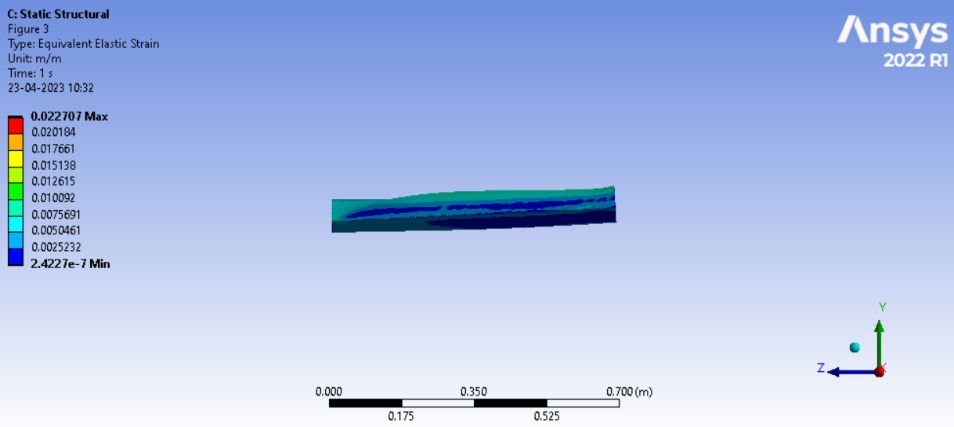 C: Static Structural
Figure 3
Type: Equivalent Elastic Strain
Unit: m/m
Time: 1 s
23-04-2023 10:32
0.022707 Max
0.020184
0.017661
0.015138
0.012615
0.010092
0.0075691
0.0050461
0.0025232
2.4227e-7 Min
Ansys
2022 R1
Y
Z
X
0.000 0.350 0.700 (m)
0.175 0.525